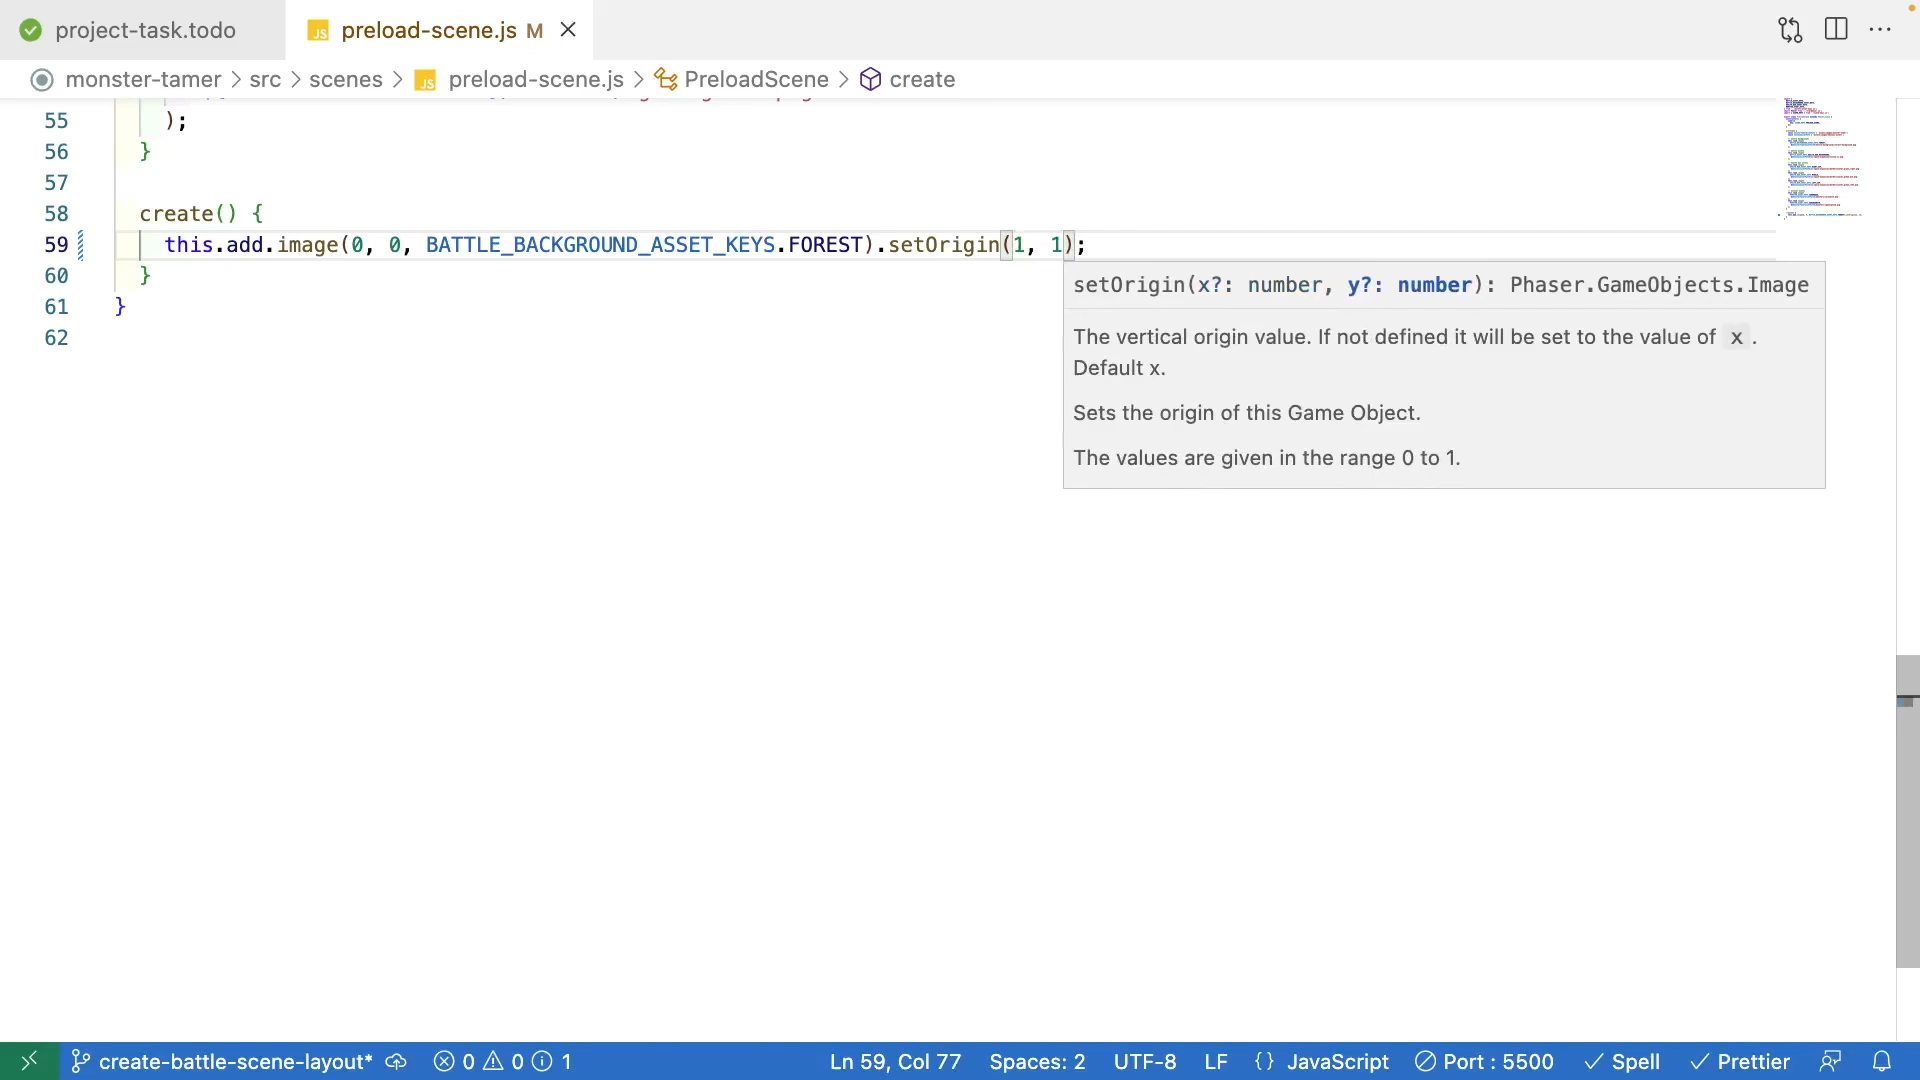 project-task.todo
JS preload-scene.js M
monster-tamer > src > scenes > JS preload-scene.js > PreloadScene > create
55 );
56 }
57
58 create() {
59 this.add.image(0, 0, BATTLE_BACKGROUND_ASSET_KEYS.FOREST).setOrigin(1, 1);
60 }
61 }
62
setOrigin(x?: number, y?: number): Phaser.GameObjects.Image
The vertical origin value. If not defined it will be set to the value of x .
Default x.
Sets the origin of this Game Object.
The values are given in the range 0 to 1.
create-battle-scene-layout* 0 0 1 Ln 59, Col 77 Spaces: 2 UTF-8 LF {} JavaScript Port : 5500 Spell Prettier